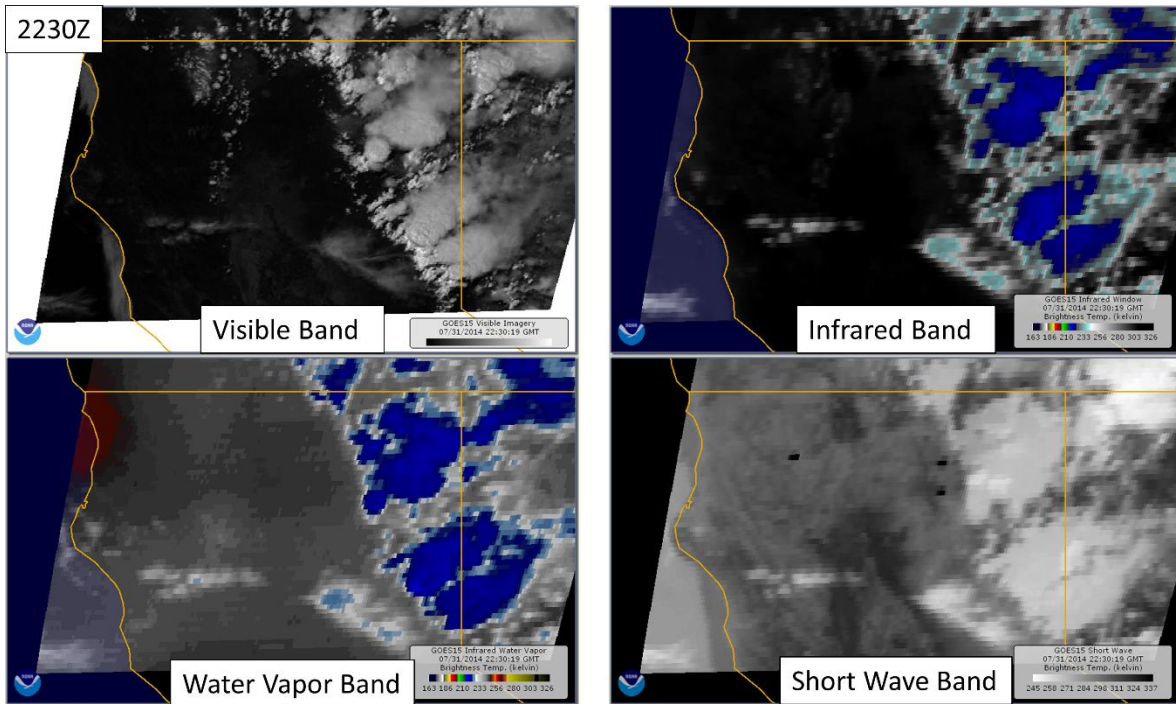 2230Z
Visible Band
GOES15 Visible Imagery
07/31/2014 22:30:19 GMT
Infrared Band
GOES15 Infrared Window
07/31/2014 22:30:19 GMT
Brightness Temp. (kelvin)
163 186 210 233 256 280 303 326
Water Vapor Band
GOES15 Infrared Water Vapor
07/31/2014 22:30:19 GMT
Brightness Temp. (kelvin)
163 186 210 233 256 280 303 326
Short Wave Band
GOES15 Short Wave
07/31/2014 22:30:19 GMT
Brightness Temp. (kelvin)
245 258 271 284 298 311 324 337